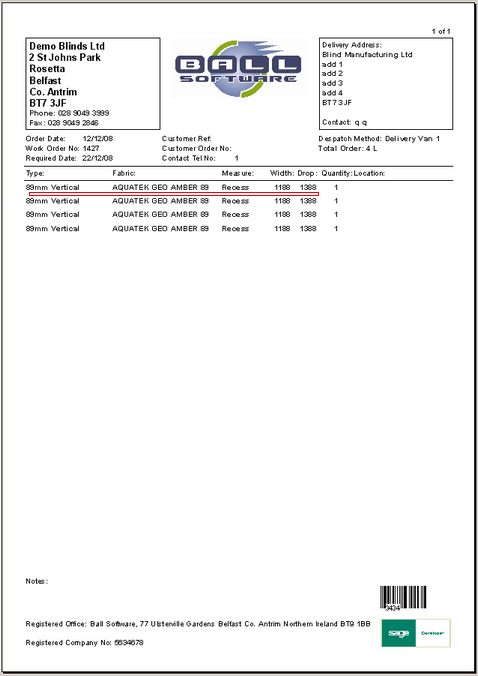 1 of 1
Demo Blinds Ltd
2 St Johns Park
Rosetta
Belfast
Co. Antrim
BT7 3JF
Phone: 028 9049 3999
Fax: 028 9049 2846
BALL
SOFTWARE
Delivery Address:
Blind Manufacturing Ltd
add 1
add 2
add 3
add 4
BT7 3JF
Contact: q q
Order Date: 12/12/08 Customer Ref: Despatch Method: Delivery Van 1
Work Order No: 1427 Customer Order No: Total Order: 4 L
Required Date: 22/12/08 Contact Tel No: 1
Type: Fabric: Measure: Width: Drop: Quantity: Location:
89mm Vertical AQUATEK GEO AMBER 89 Recess 1188 1388 1
89mm Vertical AQUATEK GEO AMBER 89 Recess 1188 1388 1
89mm Vertical AQUATEK GEO AMBER 89 Recess 1188 1388 1
89mm Vertical AQUATEK GEO AMBER 89 Recess 1188 1388 1
Notes:
3434
Registered Office: Ball Software, 77 Ulsterville Gardens Belfast Co. Antrim Northern Ireland BT9 1BB
Registered Company No: 5634678
sage Developer